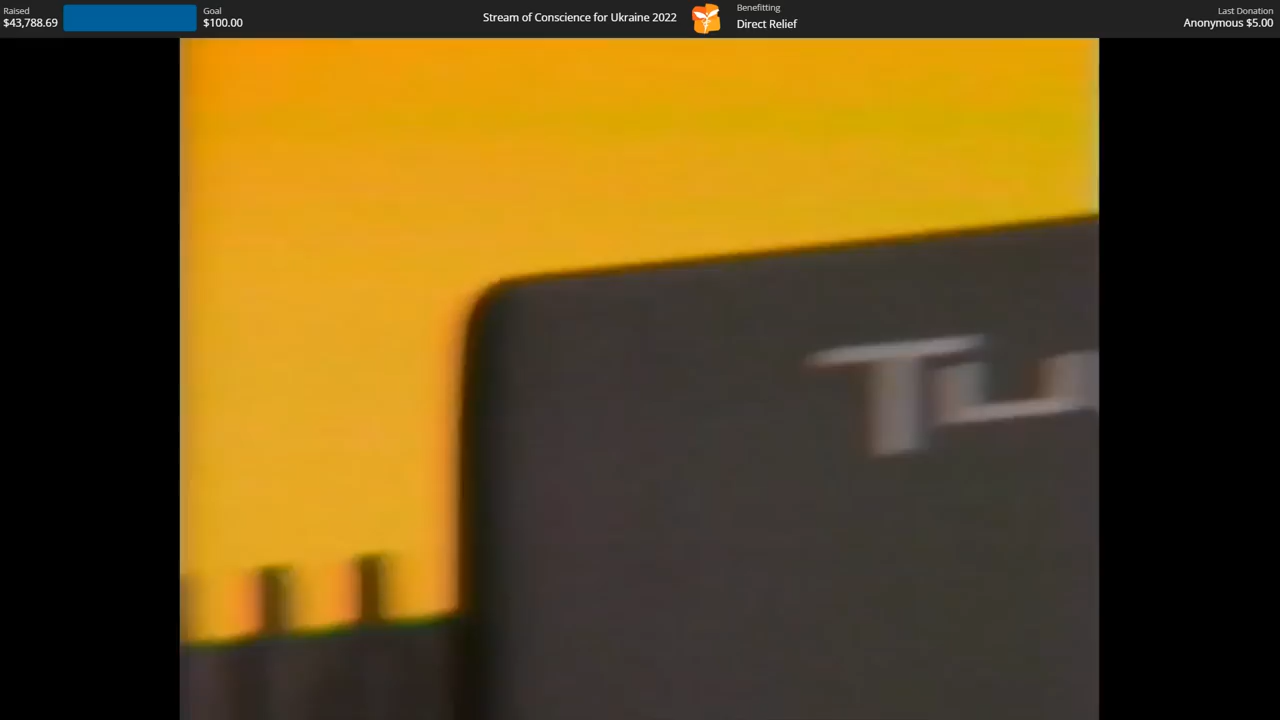 Raised
$43,788.69
Goal
$100.00
Stream of Conscience for Ukraine 2022
Benefitting
Direct Relief
Last Donation
Anonymous $5.00
Tu